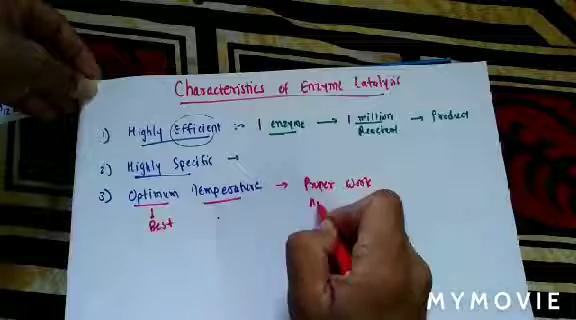 Characteristics of Enzyme Catalysis
1) Highly Efficient :- 1 enzyme → 1 million Reactant → Product
2) Highly Specific →
3) Optimum Temperature → Proper work
↓
Best
MYMOVIE